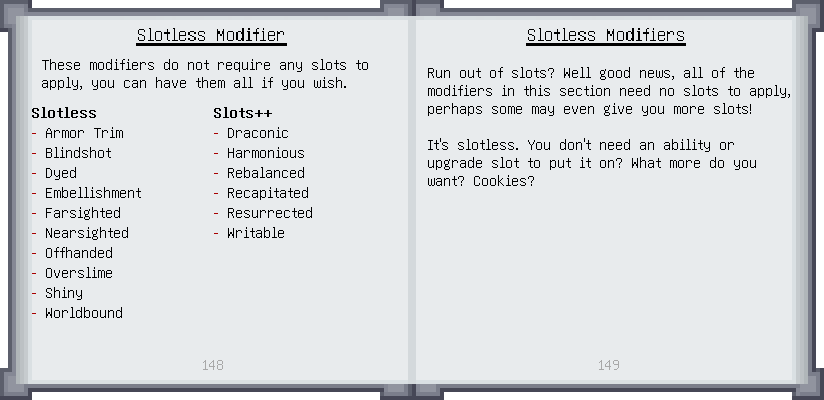 Slotless Modifier
These modifiers do not require any slots to
apply, you can have them all if you wish.
Slotless
- Armor Trim
- Blindshot
- Dyed
- Embellishment
- Farsighted
- Nearsighted
- Offhanded
- Overslime
- Shiny
- Worldbound
Slots++
- Draconic
- Harmonious
- Rebalanced
- Recapitated
- Resurrected
- Writable
148
Slotless Modifiers
Run out of slots? Well good news, all of the
modifiers in this section need no slots to apply,
perhaps some may even give you more slots!
It's slotless. You don't need an ability or
upgrade slot to put it on? What more do you
want? Cookies?
149